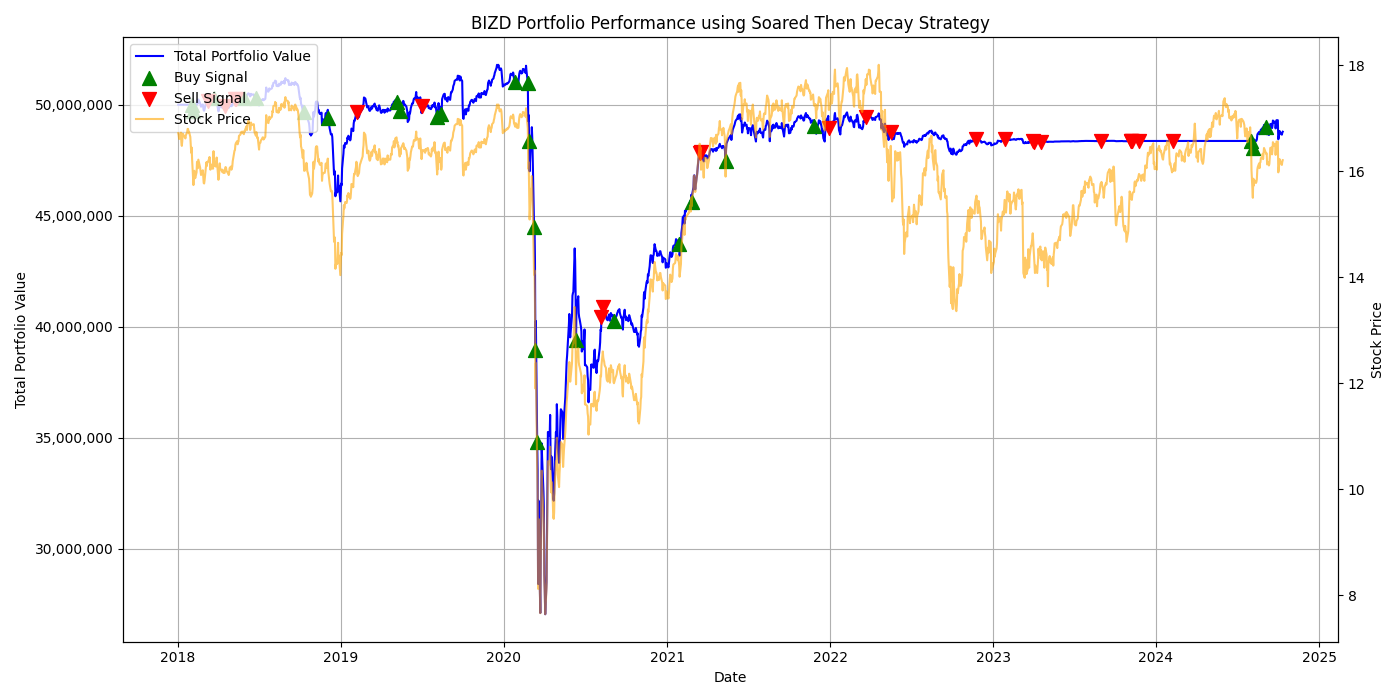 BIZD Portfolio Performance using Soared Then Decay Strategy
Total Portfolio Value
Buy Signal
Sell Signal
Stock Price
50,000,000
45,000,000
40,000,000
35,000,000
30,000,000
Total Portfolio Value
18
16
14
12
10
8
Stock Price
2018
2019
2020
2021
2022
2023
2024
2025
Date